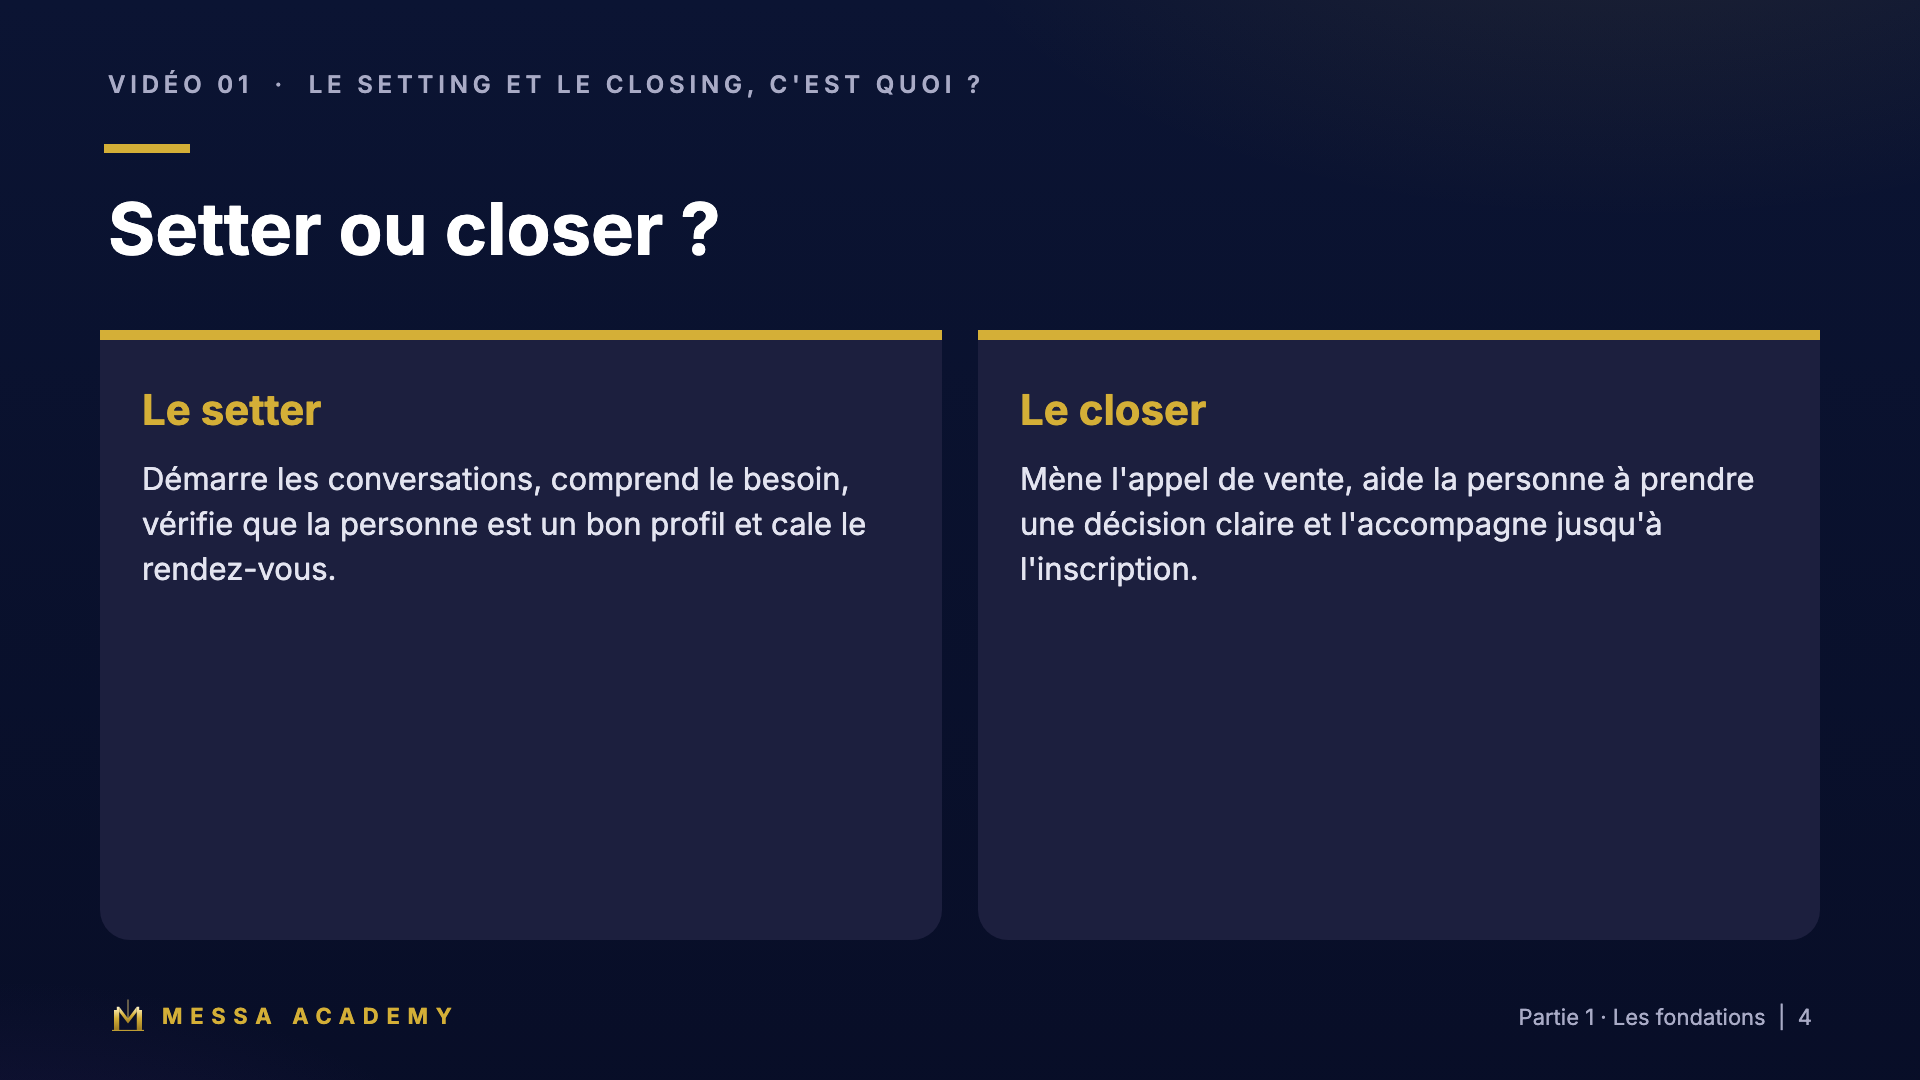 VIDÉO 01 · LE SETTING ET LE CLOSING, C'EST QUOI ?
Setter ou closer ?
Le setter
Démarre les conversations, comprend le besoin,
vérifie que la personne est un bon profil et cale le
rendez-vous.
Le closer
Mène l'appel de vente, aide la personne à prendre
une décision claire et l'accompagne jusqu'à
l'inscription.
MESSA ACADEMY
Partie 1 · Les fondations | 4